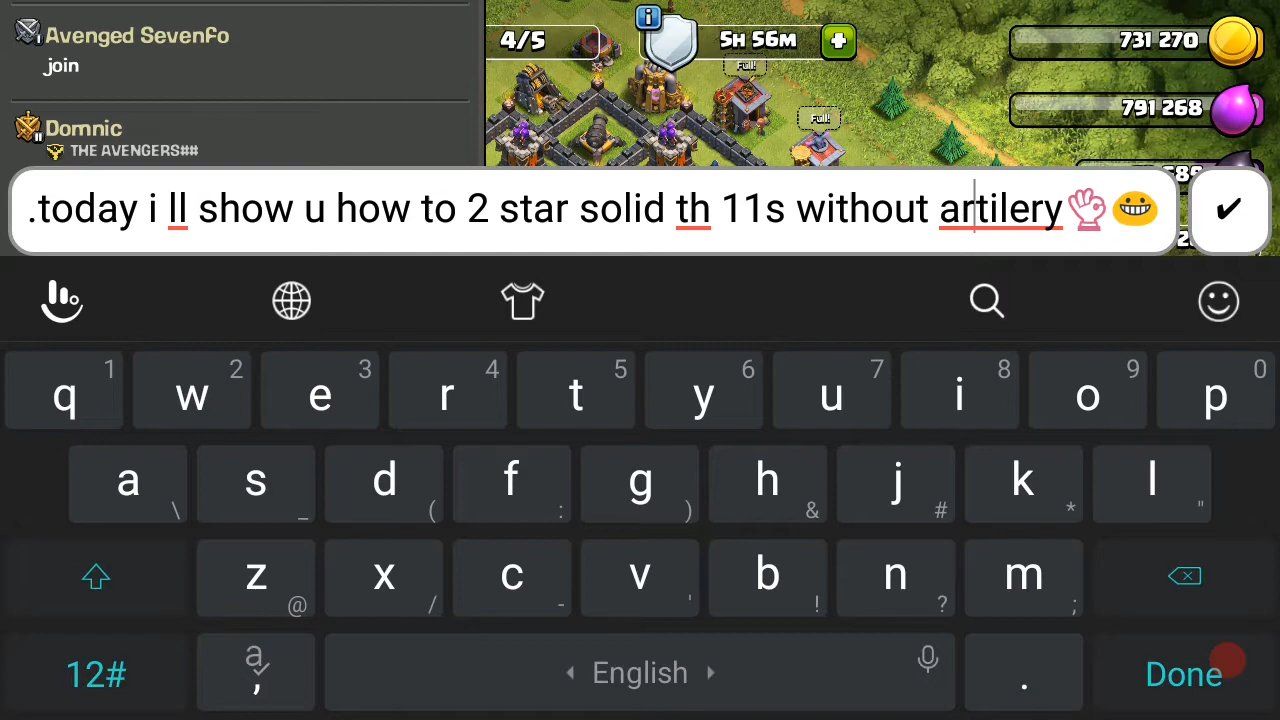 Avenged Sevenfo
join
Domnic
THE AVENGERS##
4/5
5h 56m
+
731 270
Full!
791 268
Full!
.today i ll show u how to 2 star solid th 11s without artilery👌😀
✔
q 1 w 2 e 3 r 4 t 5 y 6 u 7 i 8 o 9 p 0
a \ s _ d ( f : g ) h & j # k * l "
z @ x / c - v ' b ! n ? m ;
12# a , English . Done